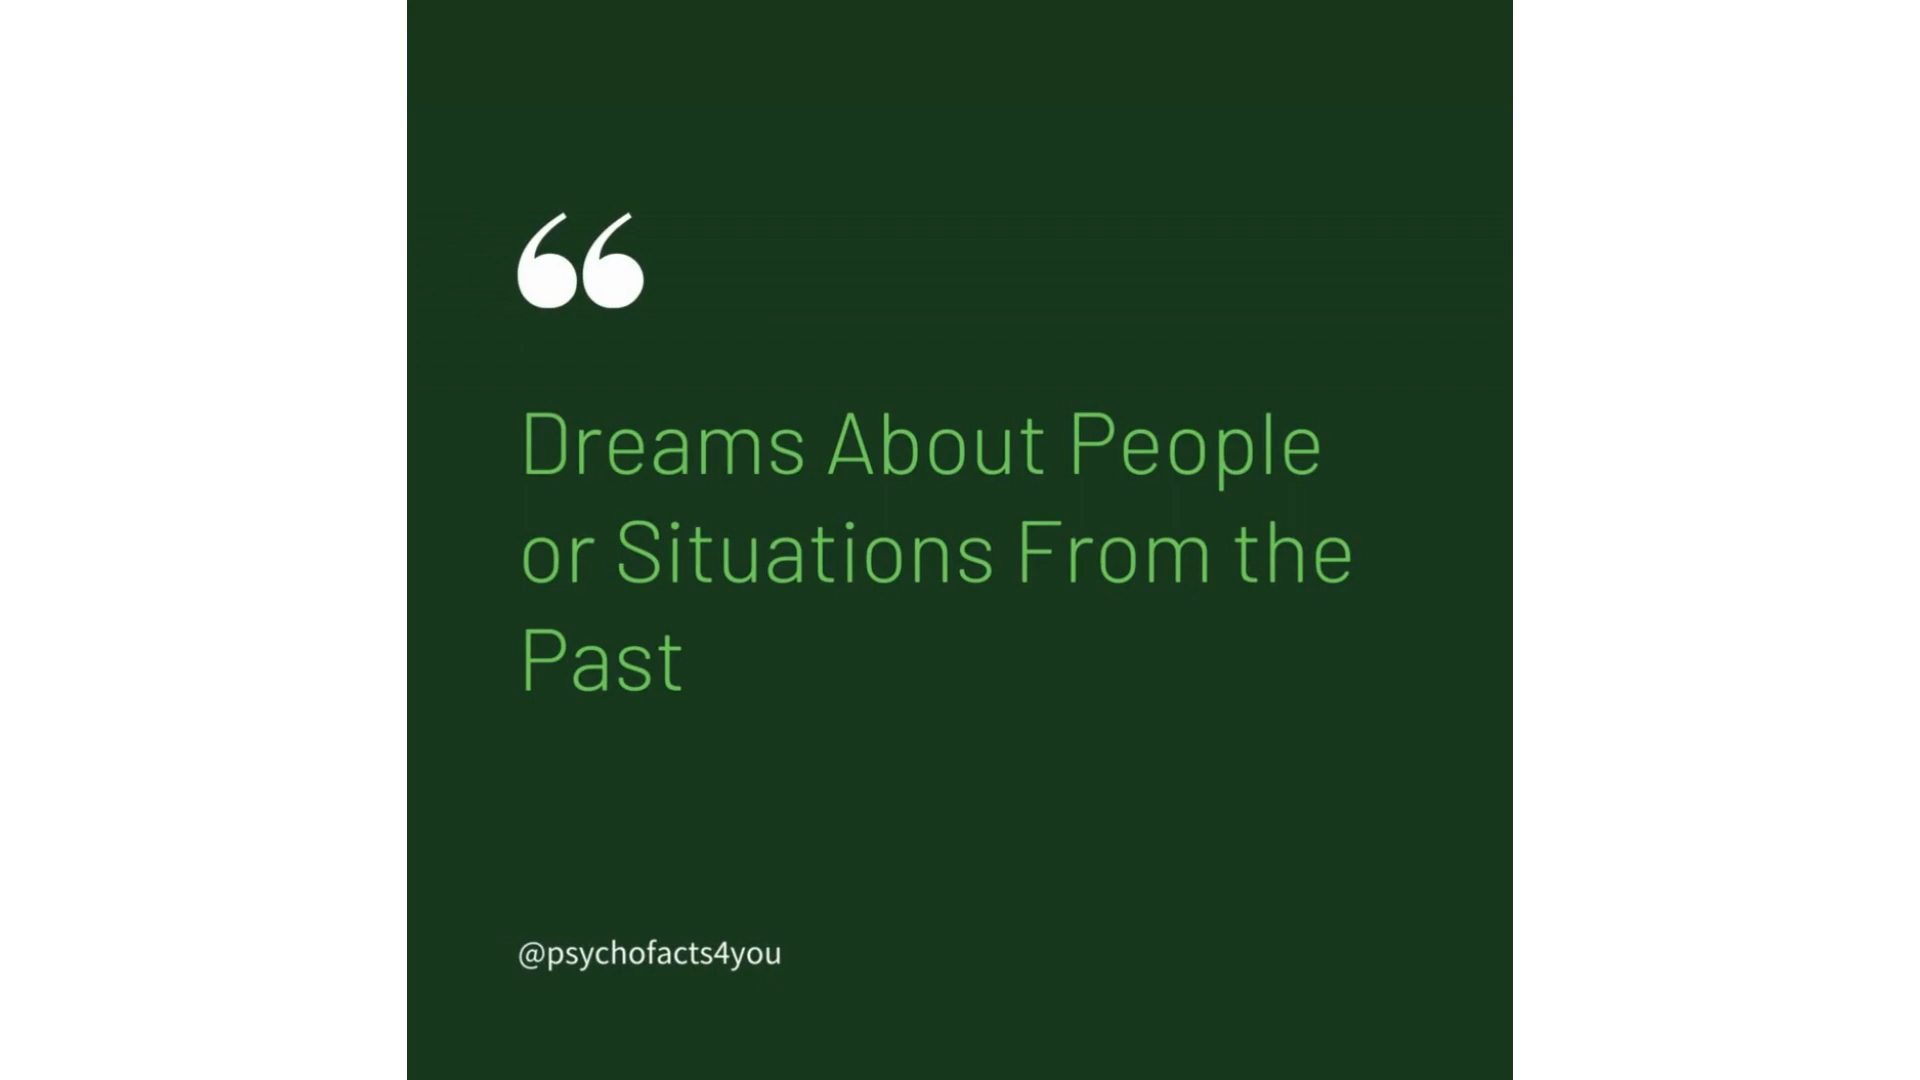 “
Dreams About People
or Situations From the
Past
@psychofacts4you